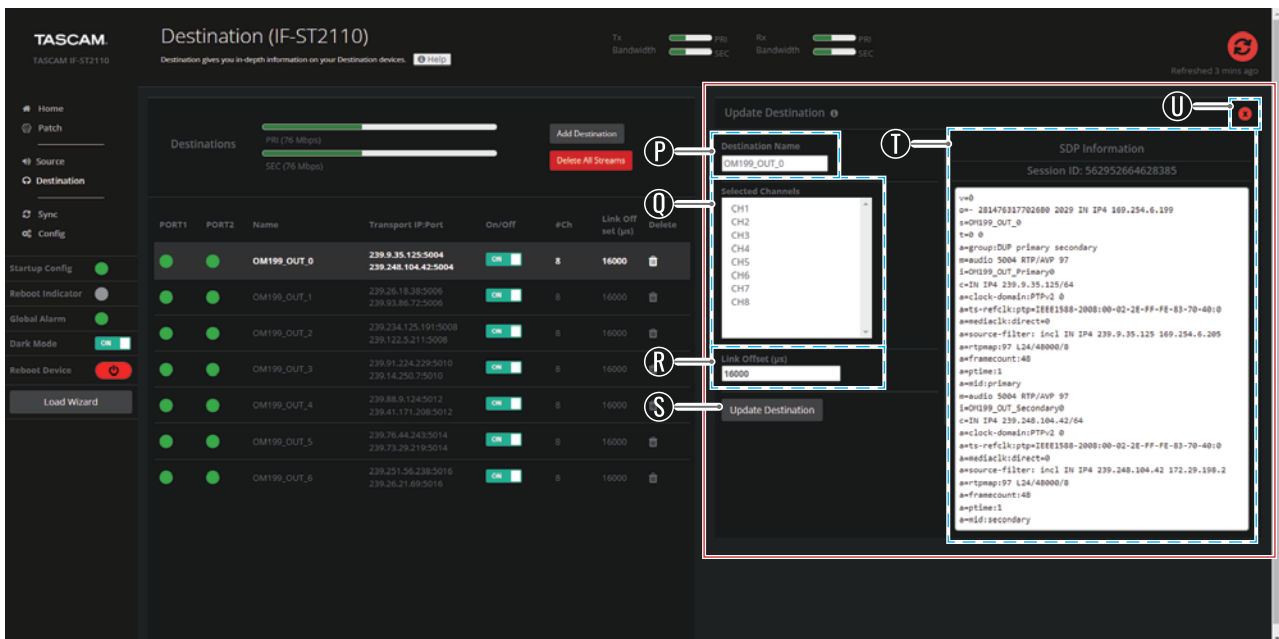 TASCAM.
TASCAM IF-ST2110
Destination (IF-ST2110)
Destination gives you in-depth information on your Destination devices.
Help
Tx Bandwidth
PRI
SEC
Rx Bandwidth
PRI
SEC
Refreshed 3 mins ago
Home
Patch
Source
Destination
Sync
Config
Startup Config
Reboot Indicator
Global Alarm
Dark Mode ON
Reboot Device
Load Wizard
Destinations
PRI (76 Mbps)
SEC (76 Mbps)
Add Destination
Delete All Streams
PORT1 PORT2 Name Transport IP:Port On/Off #Ch Link Off set (μs) Delete
OM199_OUT_0 239.9.35.125:5004 ON 8 16000
239.248.104.42:5004
OM199_OUT_1 239.26.18.38:5006 ON 8 16000
239.93.86.72:5006
OM199_OUT_2 239.234.125.191:5008 ON 8 16000
239.122.5.211:5008
OM199_OUT_3 239.91.224.229:5010 ON 8 16000
239.14.250.7:5010
OM199_OUT_4 239.88.9.124:5012 ON 8 16000
239.41.171.208:5012
OM199_OUT_5 239.76.44.243:5014 ON 8 16000
239.73.29.219:5014
OM199_OUT_6 239.251.56.238:5016 ON 8 16000
239.26.21.69:5016
Update Destination
U
P
Destination Name
OM199_OUT_0
Q
Selected Channels
CH1
CH2
CH3
CH4
CH5
CH6
CH7
CH8
R
Link Offset (μs)
16000
S
Update Destination
T
SDP Information
Session ID: 562952664628385
v=0
o=- 281476317702680 2029 IN IP4 169.254.6.199
s=OM199_OUT_0
t=0 0
a=group:DUP primary secondary
m=audio 5004 RTP/AVP 97
i=OM199_OUT_Primary0
c=IN IP4 239.9.35.125/64
a=clock-domain:PTPv2 0
a=ts-refclk:ptp=IEEE1588-2008:00-02-2E-FF-FE-83-70-40:0
a=mediaclk:direct=0
a=source-filter: incl IN IP4 239.9.35.125 169.254.6.205
a=rtpmap:97 L24/48000/8
a=framecount:48
a=ptime:1
a=mid:primary
m=audio 5004 RTP/AVP 97
i=OM199_OUT_Secondary0
c=IN IP4 239.248.104.42/64
a=clock-domain:PTPv2 0
a=ts-refclk:ptp=IEEE1588-2008:00-02-2E-FF-FE-83-70-40:0
a=mediaclk:direct=0
a=source-filter: incl IN IP4 239.248.104.42 172.29.198.2
a=rtpmap:97 L24/48000/8
a=framecount:48
a=ptime:1
a=mid:secondary